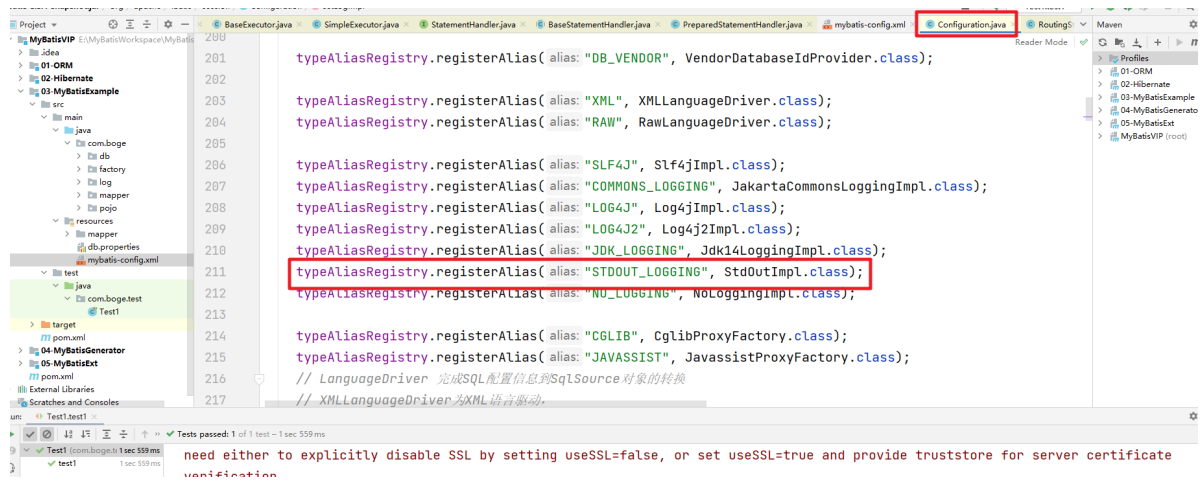 Project
BaseExecutor.java
SimpleExecutor.java
StatementHandler.java
BaseStatementHandler.java
PreparedStatementHandler.java
mybatis-config.xml
Configuration.java
Maven
MyBatisVIP E:\MyBatisWorkspace\MyBatis
.idea
01-ORM
02-Hibernate
03-MyBatisExample
src
main
java
com.boge
db
factory
log
mapper
pojo
resources
mapper
db.properties
mybatis-config.xml
test
java
com.boge.test
Test1
target
pom.xml
04-MyBatisGenerator
05-MyBatisExt
pom.xml
External Libraries
Scratches and Consoles
Reader Mode
200
201 typeAliasRegistry.registerAlias( alias: "DB_VENDOR", VendorDatabaseIdProvider.class);
202
203 typeAliasRegistry.registerAlias( alias: "XML", XMLLanguageDriver.class);
204 typeAliasRegistry.registerAlias( alias: "RAW", RawLanguageDriver.class);
205
206 typeAliasRegistry.registerAlias( alias: "SLF4J", Slf4jImpl.class);
207 typeAliasRegistry.registerAlias( alias: "COMMONS_LOGGING", JakartaCommonsLoggingImpl.class);
208 typeAliasRegistry.registerAlias( alias: "LOG4J", Log4jImpl.class);
209 typeAliasRegistry.registerAlias( alias: "LOG4J2", Log4j2Impl.class);
210 typeAliasRegistry.registerAlias( alias: "JDK_LOGGING", Jdk14LoggingImpl.class);
211 typeAliasRegistry.registerAlias( alias: "STDOUT_LOGGING", StdOutImpl.class);
212 typeAliasRegistry.registerAlias( alias: "NO_LOGGING", NoLoggingImpl.class);
213
214 typeAliasRegistry.registerAlias( alias: "CGLIB", CglibProxyFactory.class);
215 typeAliasRegistry.registerAlias( alias: "JAVASSIST", JavassistProxyFactory.class);
216 // LanguageDriver 完成SQL配置信息到SqlSource对象的转换
217 // XMLLanguageDriver为XML语言驱动,
Profiles
01-ORM
02-Hibernate
03-MyBatisExample
04-MyBatisGenerato
05-MyBatisExt
MyBatisVIP (root)
un: Test1.test1
Tests passed: 1 of 1 test – 1 sec 559 ms
Test1 (com.boge.te 1 sec 559 ms
test1 1 sec 559 ms
need either to explicitly disable SSL by setting useSSL=false, or set useSSL=true and provide truststore for server certificate
verification